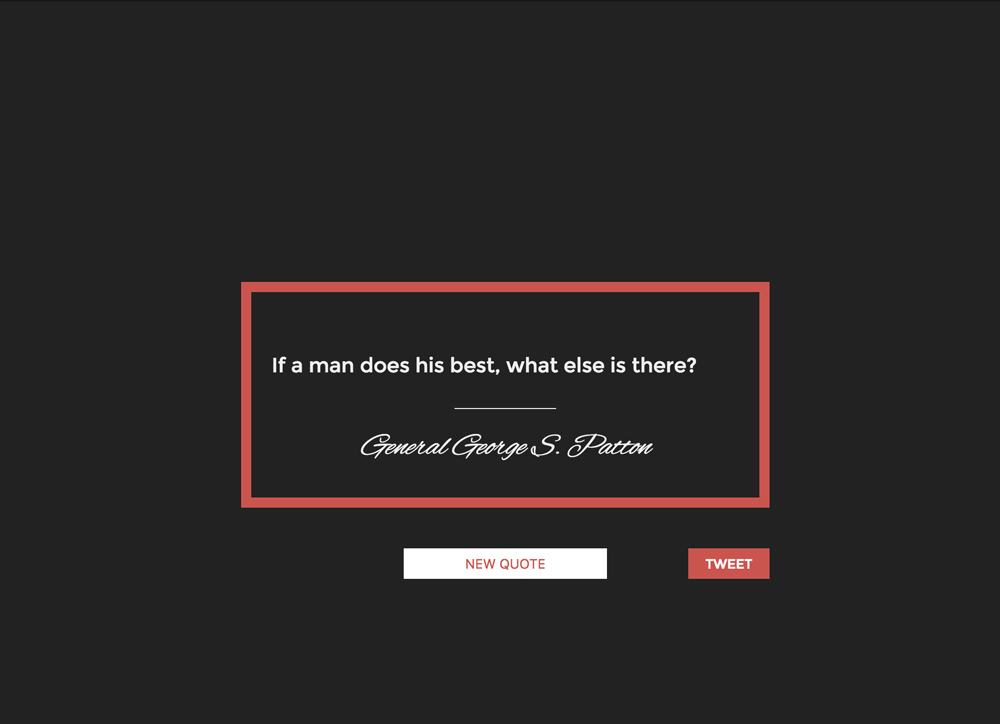 If a man does his best, what else is there?
General George S. Patton
NEW QUOTE
TWEET